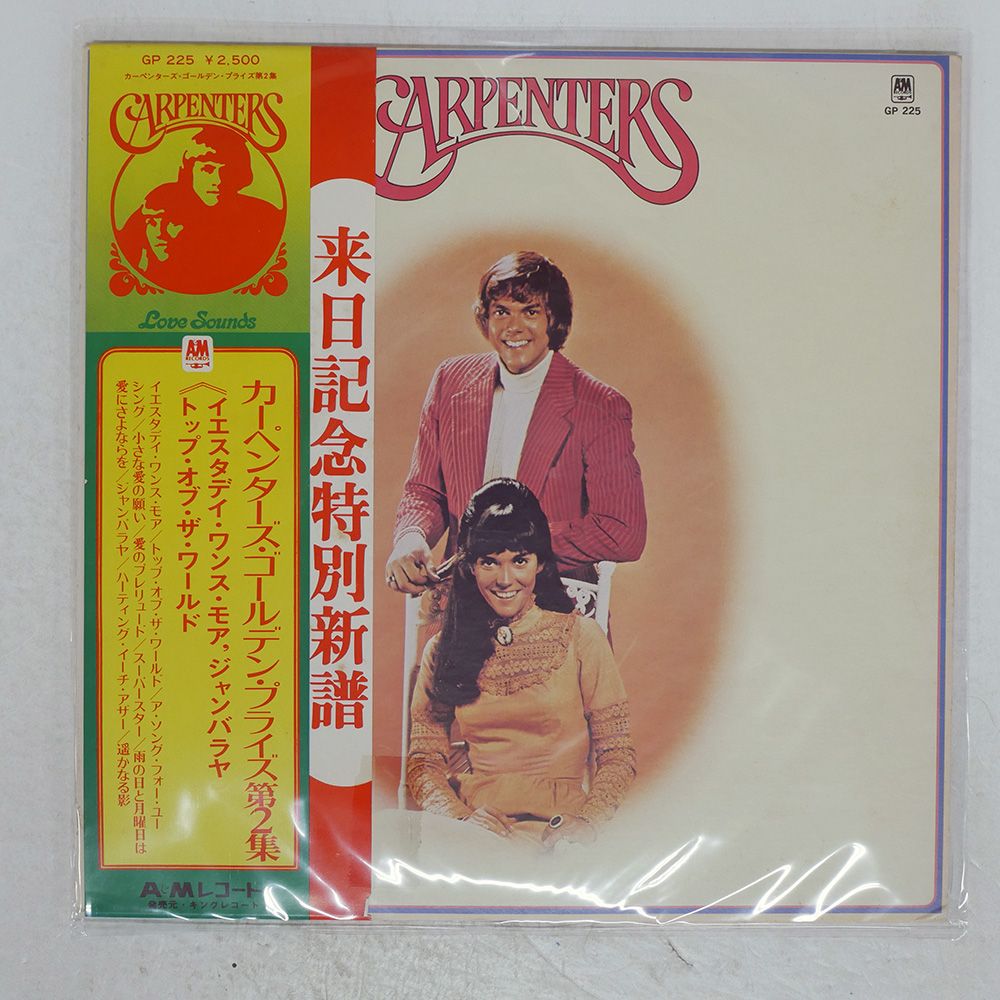 GP 225 ¥2,500
カーペンターズ・ゴールデン・プライズ第2集
CARPENTERS
Love Sounds
A&M
RECORDS
カーペンターズ・ゴールデン・プライズ第2集
《イエスタデイ・ワンス・モア, ジャンバラヤ
トップ・オブ・ザ・ワールド
イエスタデイ・ワンス・モア/トップ・オブ・ザ・ワールド/ア・ソング・フォー・ユー
シング/小さな愛の願い/愛のプレリュード/スーパースター/雨の日と月曜日は
愛にさよならを/ジャンバラヤ/ハーティング・イーチ・アザー/遥かなる影
A&Mレコード
発売元・キングレコード
来日記念特別新譜
CARPENTERS
A&M
RECORDS
GP 225